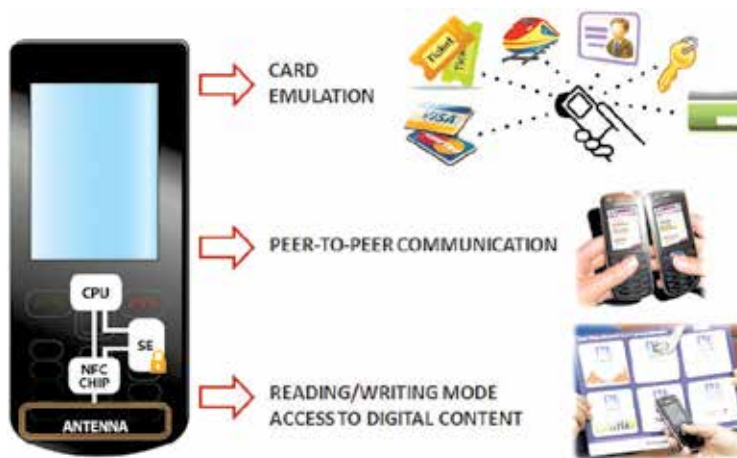 CARD
EMULATION
Ticket
VISA
PEER-TO-PEER COMMUNICATION
CPU
SE
NFC
CHIP
ANTENNA
READING/WRITING MODE
ACCESS TO DIGITAL CONTENT